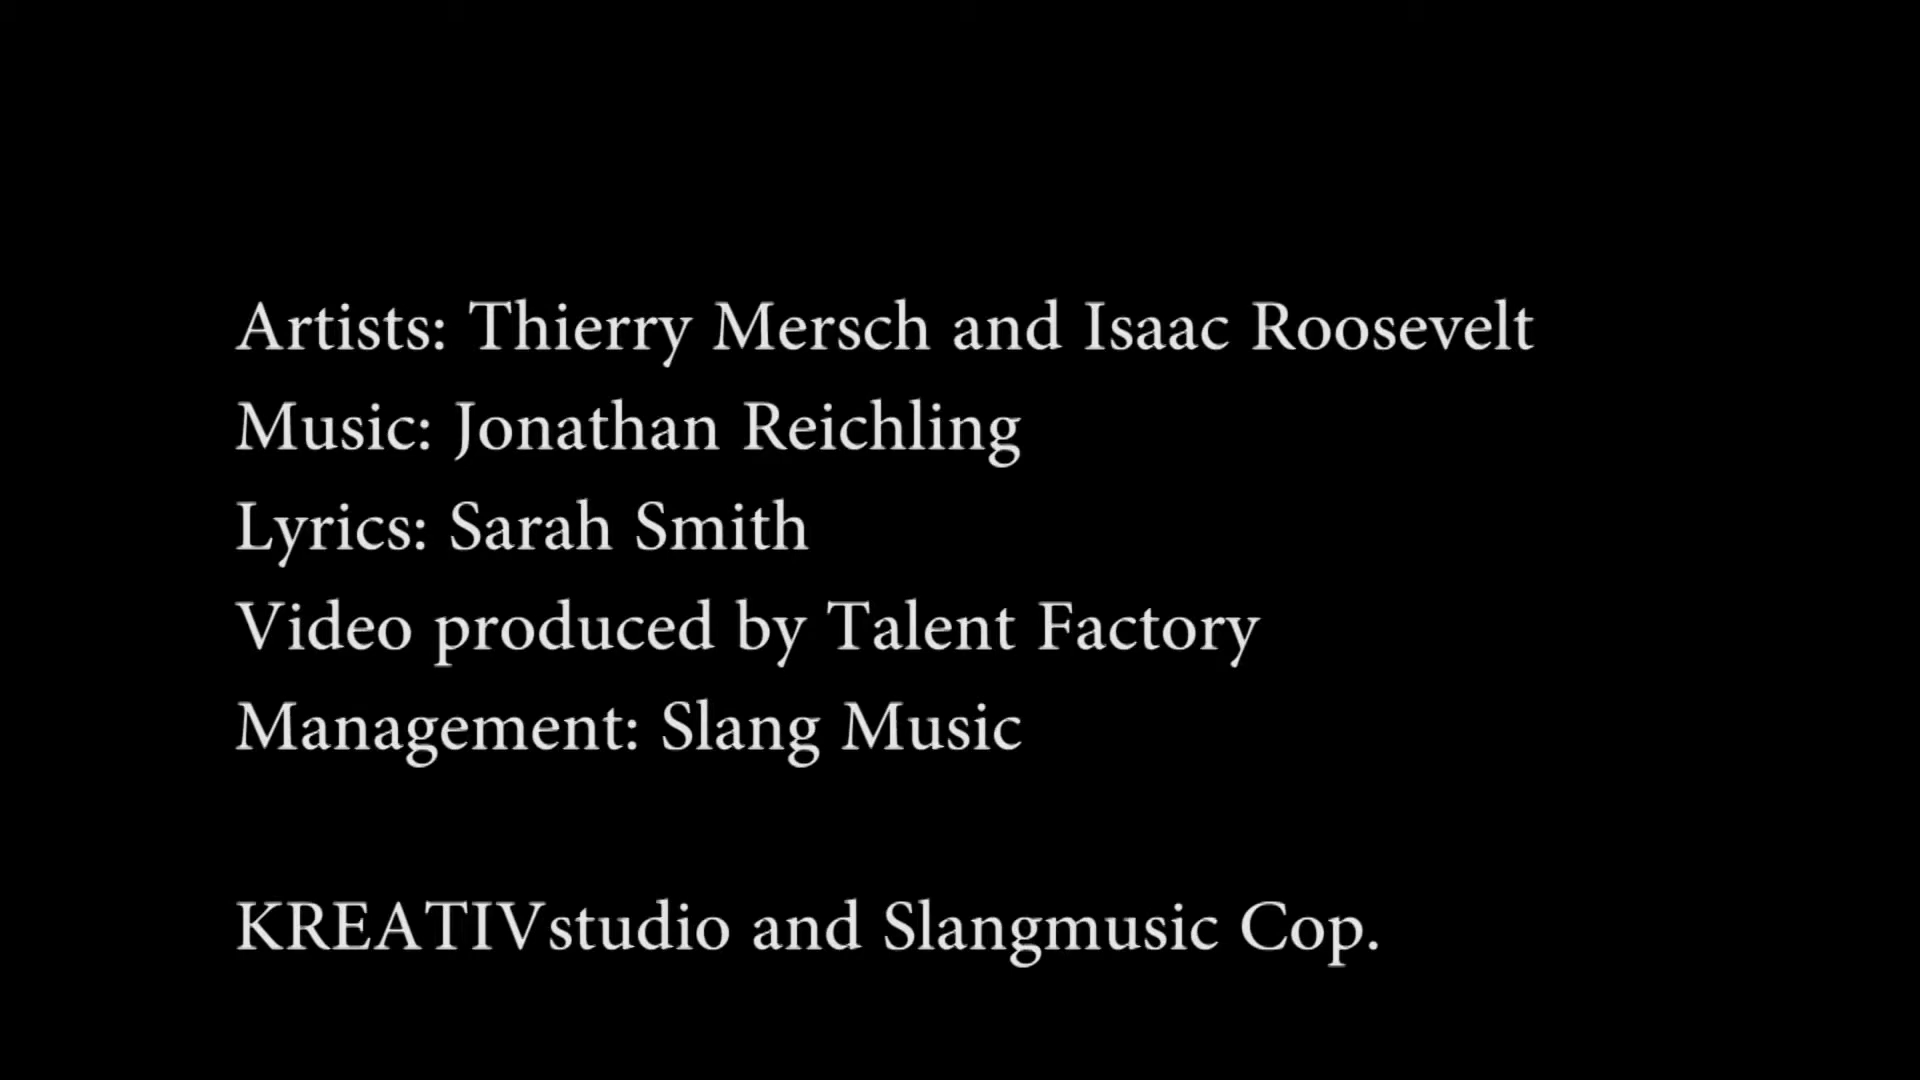 Artists: Thierry Mersch and Isaac Roosevelt
Music: Jonathan Reichling
Lyrics: Sarah Smith
Video produced by Talent Factory
Management: Slang Music
KREATIVstudio and Slangmusic Cop.